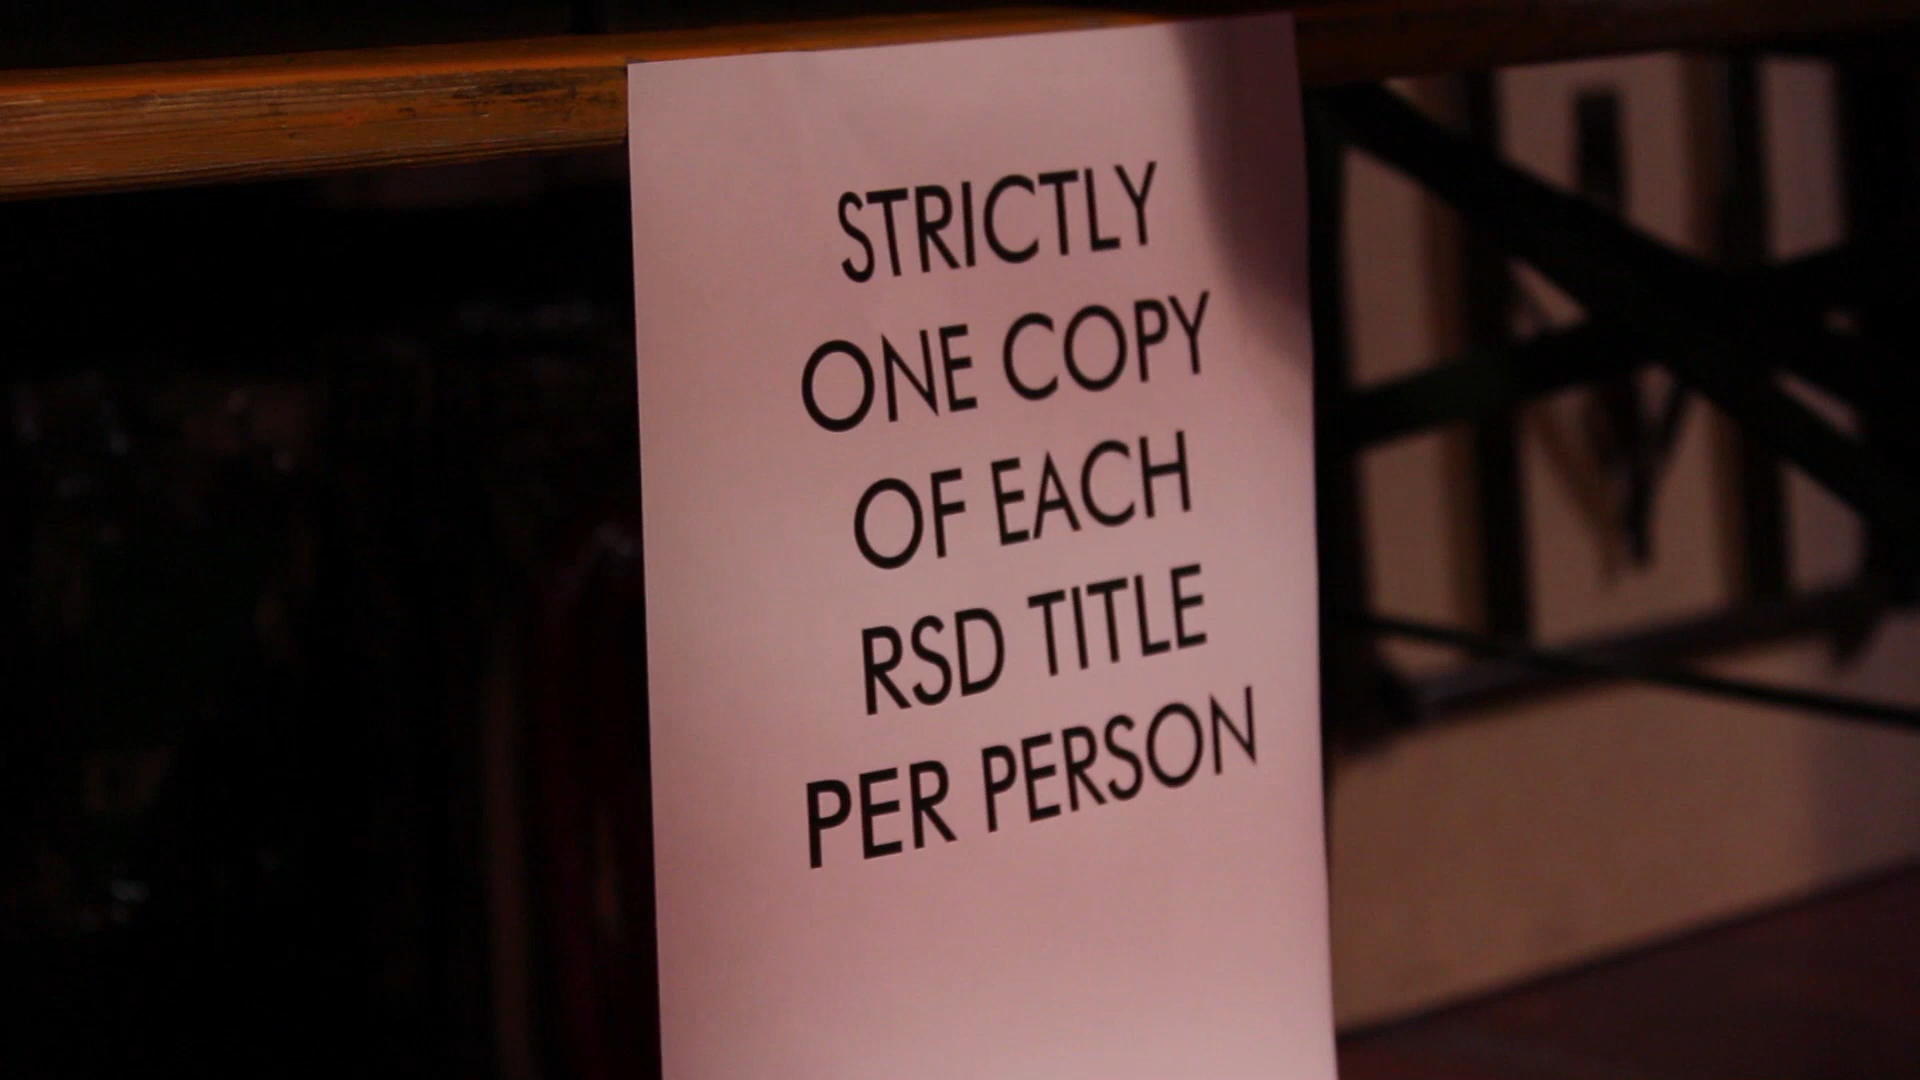 STRICTLY
ONE COPY
OF EACH
RSD TITLE
PER PERSON